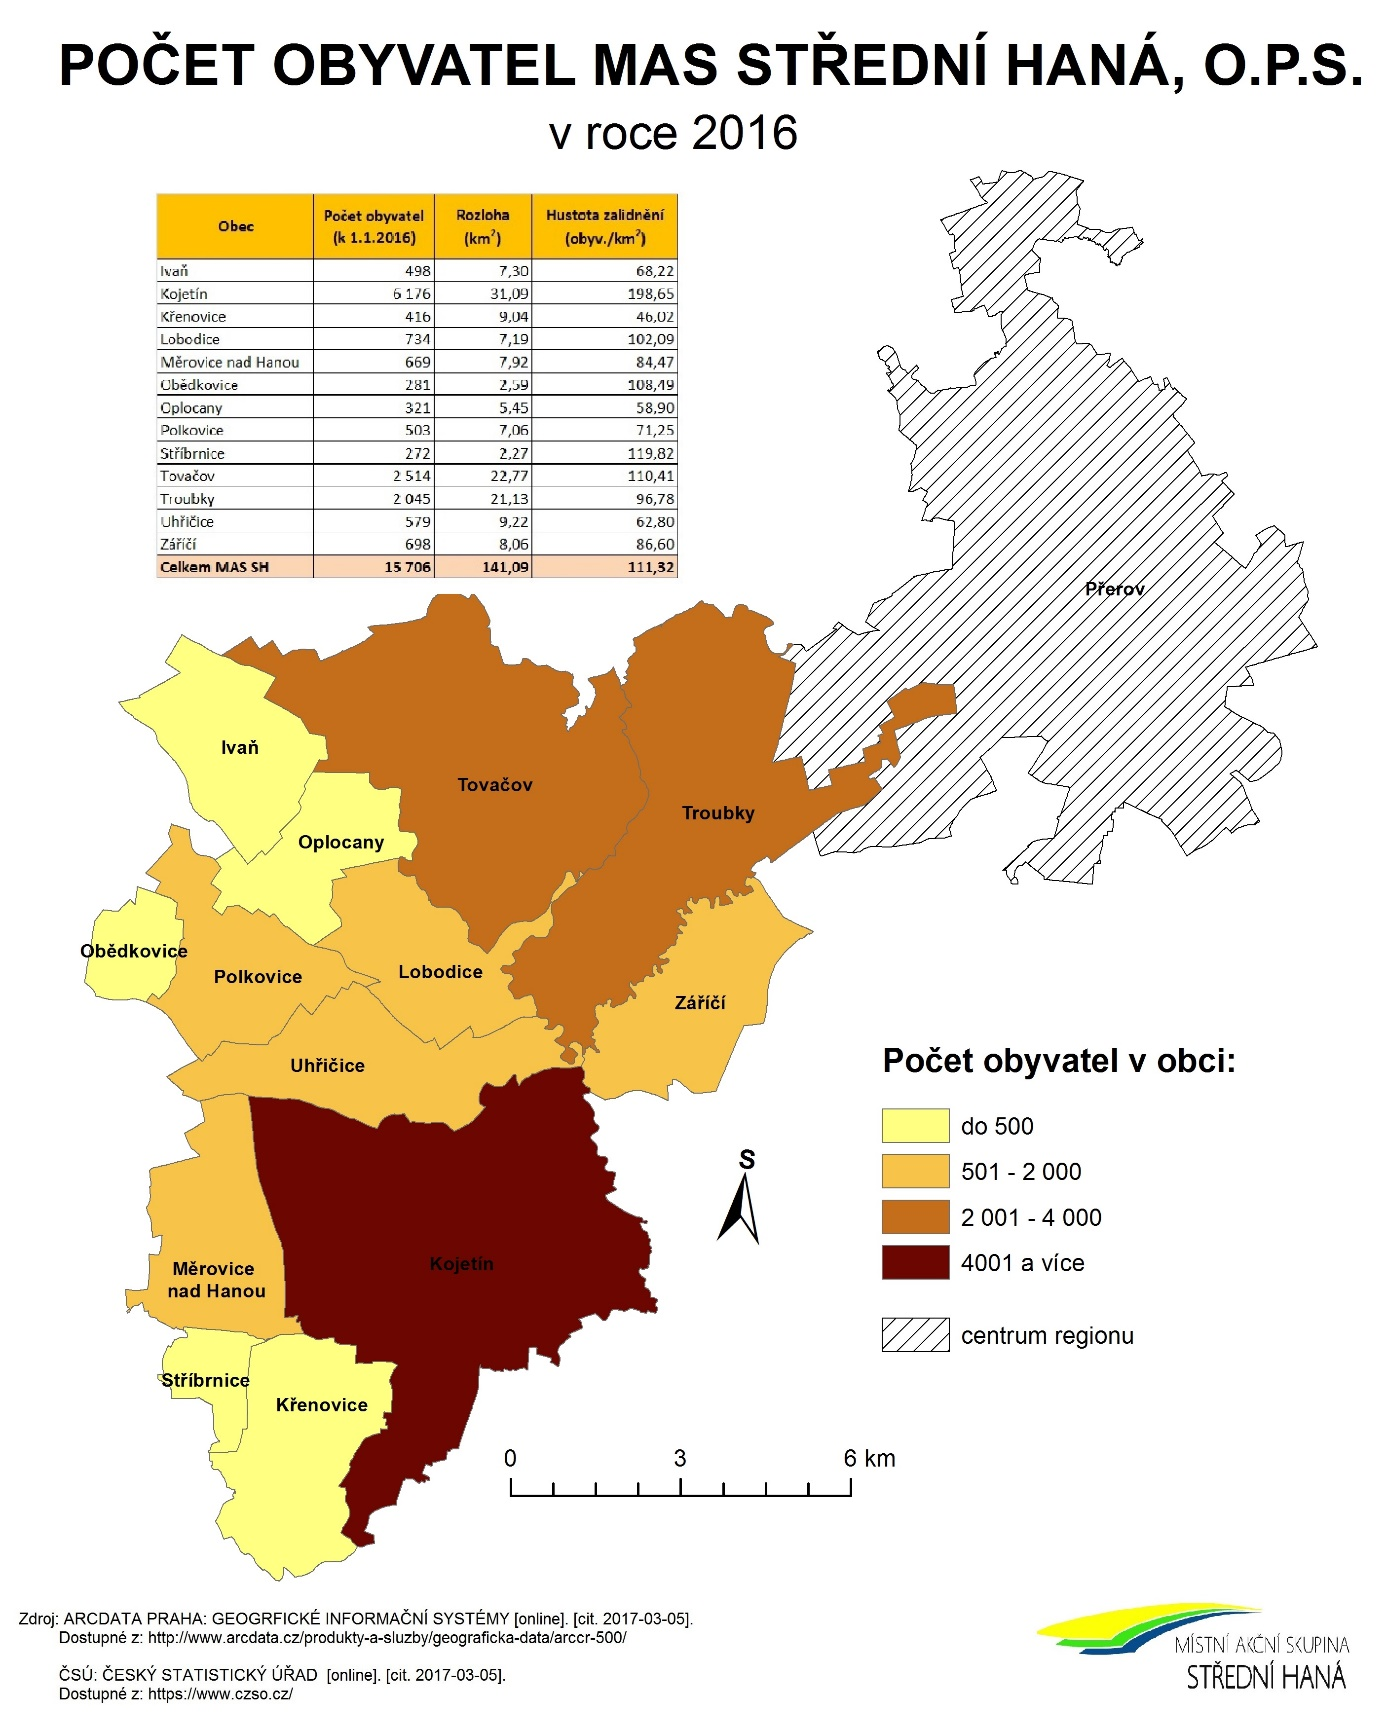 POČET OBYVATEL MAS STŘEDNÍ HANÁ, O.P.S.
v roce 2016
Obec Počet obyvatel (k 1.1.2016) Rozloha (km²) Hustota zalidnění (obyv./km²)
Ivaň 498 7,30 68,22
Kojetín 6 176 31,09 198,65
Křenovice 416 9,04 46,02
Lobodice 734 7,19 102,09
Měrovice nad Hanou 669 7,92 84,47
Obědkovice 281 2,59 108,49
Oplocany 321 5,45 58,90
Polkovice 503 7,06 71,25
Stříbrnice 272 2,27 119,82
Tovačov 2 514 22,77 110,41
Troubky 2 045 21,13 96,78
Uhřičice 579 9,22 62,80
Záříčí 698 8,06 86,60
Celkem MAS SH 15 706 141,09 111,32
Přerov
Ivaň
Tovačov
Troubky
Oplocany
Obědkovice
Polkovice
Lobodice
Záříčí
Uhřičice
Měrovice
nad Hanou
Kojetín
Stříbrnice
Křenovice
Počet obyvatel v obci:
do 500
501 - 2 000
2 001 - 4 000
4001 a více
centrum regionu
S
0 3 6 km
Zdroj: ARCDATA PRAHA: GEOGRFICKÉ INFORMAČNÍ SYSTÉMY [online]. [cit. 2017-03-05].
Dostupné z: http://www.arcdata.cz/produkty-a-sluzby/geograficka-data/arccr-500/
ČSÚ: ČESKÝ STATISTICKÝ ÚŘAD [online]. [cit. 2017-03-05].
Dostupné z: https://www.czso.cz/
MÍSTNÍ AKČNÍ SKUPINA
STŘEDNÍ HANÁ